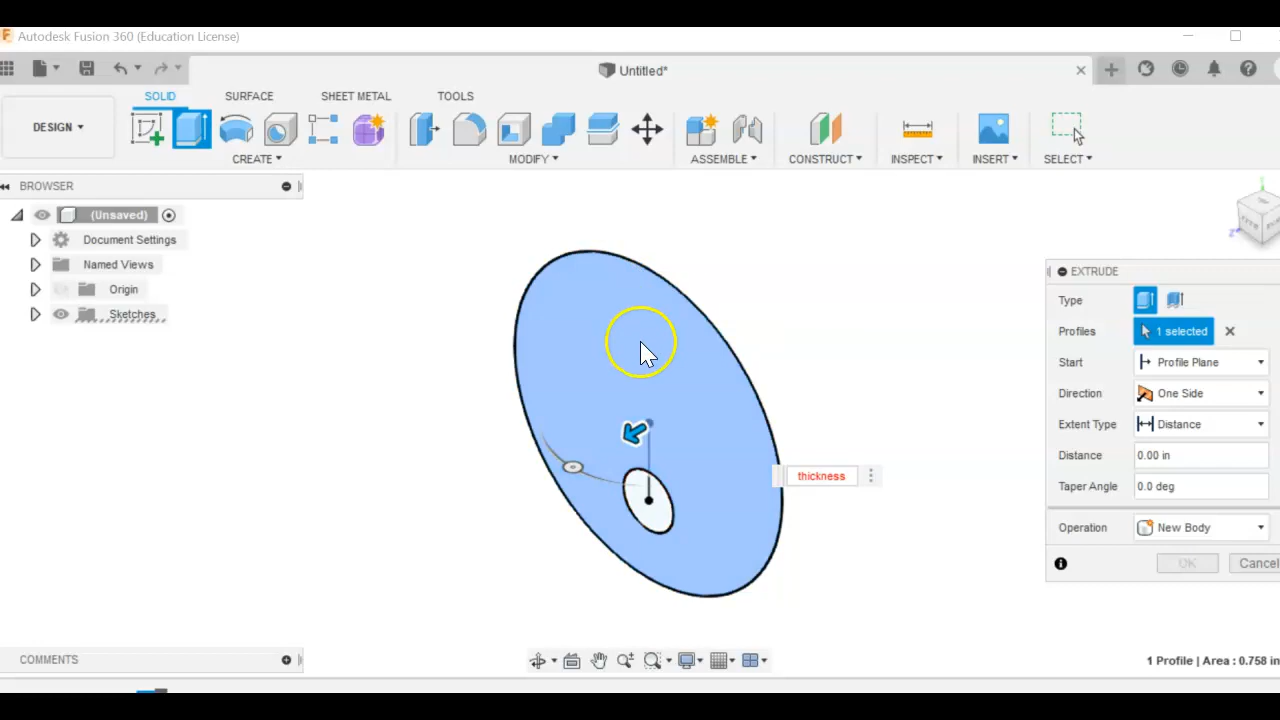 Autodesk Fusion 360 (Education License)
Untitled*
SOLID SURFACE SHEET METAL TOOLS
DESIGN
CREATE MODIFY ASSEMBLE CONSTRUCT INSPECT INSERT SELECT
BROWSER
(Unsaved)
Document Settings
Named Views
Origin
Sketches
EXTRUDE
Type
Profiles 1 selected
Start Profile Plane
Direction One Side
Extent Type Distance
Distance 0.00 in
Taper Angle 0.0 deg
Operation New Body
OK Cancel
thickness
COMMENTS
1 Profile | Area : 0.758 in